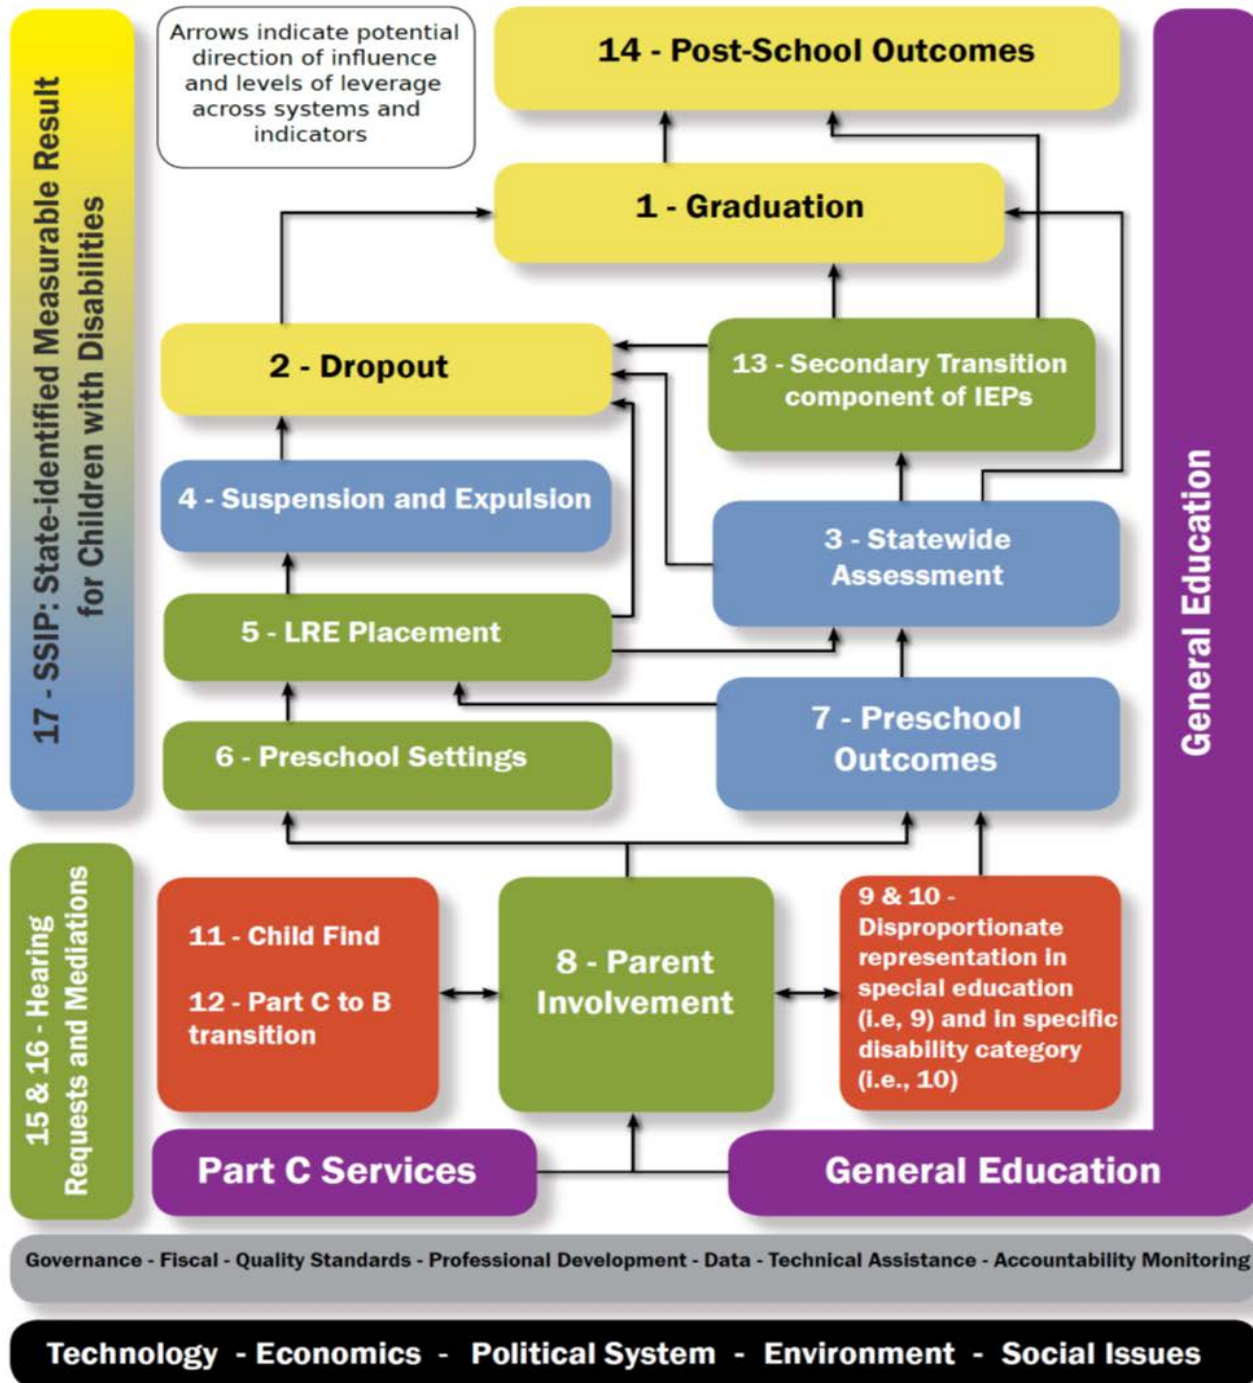 Arrows indicate potential
direction of influence
and levels of leverage
across systems and
indicators
14 - Post-School Outcomes
1 - Graduation
2 - Dropout
13 - Secondary Transition
component of IEPs
4 - Suspension and Expulsion
3 - Statewide
Assessment
5 - LRE Placement
7 - Preschool
Outcomes
6 - Preschool Settings
17 - SSIP: State-identified Measurable Result
for Children with Disabilities
General Education
15 & 16 - Hearing
Requests and Mediations
11 - Child Find
12 - Part C to B
transition
8 - Parent
Involvement
9 & 10 -
Disproportionate
representation in
special education
(i.e, 9) and in specific
disability category
(i.e., 10)
Part C Services
General Education
Governance - Fiscal - Quality Standards - Professional Development - Data - Technical Assistance - Accountability Monitoring
Technology - Economics - Political System - Environment - Social Issues